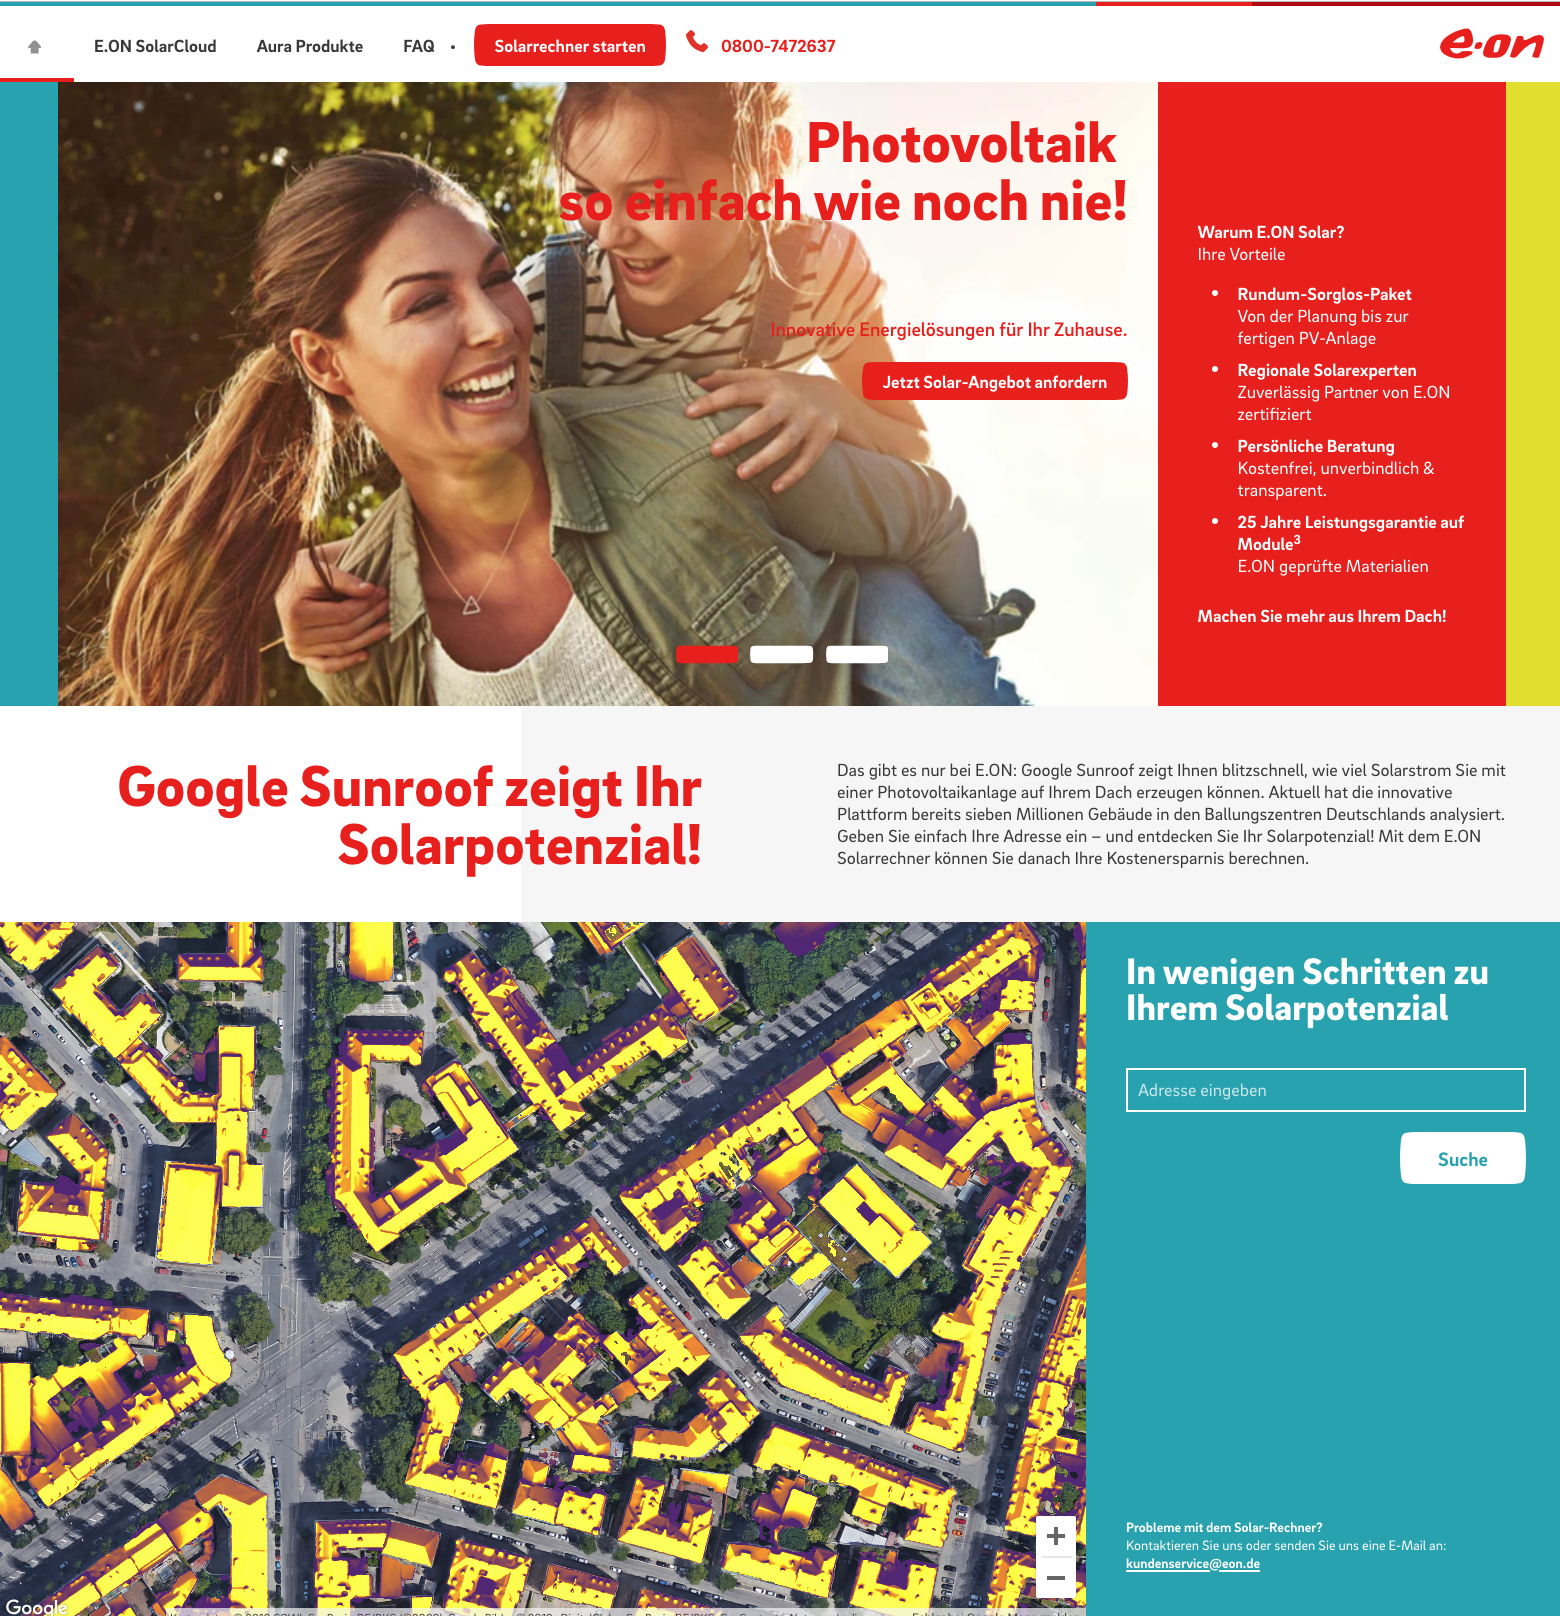 E.ON SolarCloud
Aura Produkte
FAQ
Solarrechner starten
0800-7472637
e·on
Photovoltaik
so einfach wie noch nie!
Innovative Energielösungen für Ihr Zuhause.
Jetzt Solar-Angebot anfordern
Warum E.ON Solar?
Ihre Vorteile
• Rundum-Sorglos-Paket
Von der Planung bis zur
fertigen PV-Anlage
• Regionale Solarexperten
Zuverlässig Partner von E.ON
zertifiziert
• Persönliche Beratung
Kostenfrei, unverbindlich &
transparent.
• 25 Jahre Leistungsgarantie auf
Module³
E.ON geprüfte Materialien
Machen Sie mehr aus Ihrem Dach!
Google Sunroof zeigt Ihr
Solarpotenzial!
Das gibt es nur bei E.ON: Google Sunroof zeigt Ihnen blitzschnell, wie viel Solarstrom Sie mit
einer Photovoltaikanlage auf Ihrem Dach erzeugen können. Aktuell hat die innovative
Plattform bereits sieben Millionen Gebäude in den Ballungszentren Deutschlands analysiert.
Geben Sie einfach Ihre Adresse ein – und entdecken Sie Ihr Solarpotenzial! Mit dem E.ON
Solarrechner können Sie danach Ihre Kostenersparnis berechnen.
In wenigen Schritten zu
Ihrem Solarpotenzial
Adresse eingeben
Suche
Probleme mit dem Solar-Rechner?
Kontaktieren Sie uns oder senden Sie uns eine E-Mail an:
kundenservice@eon.de
Google